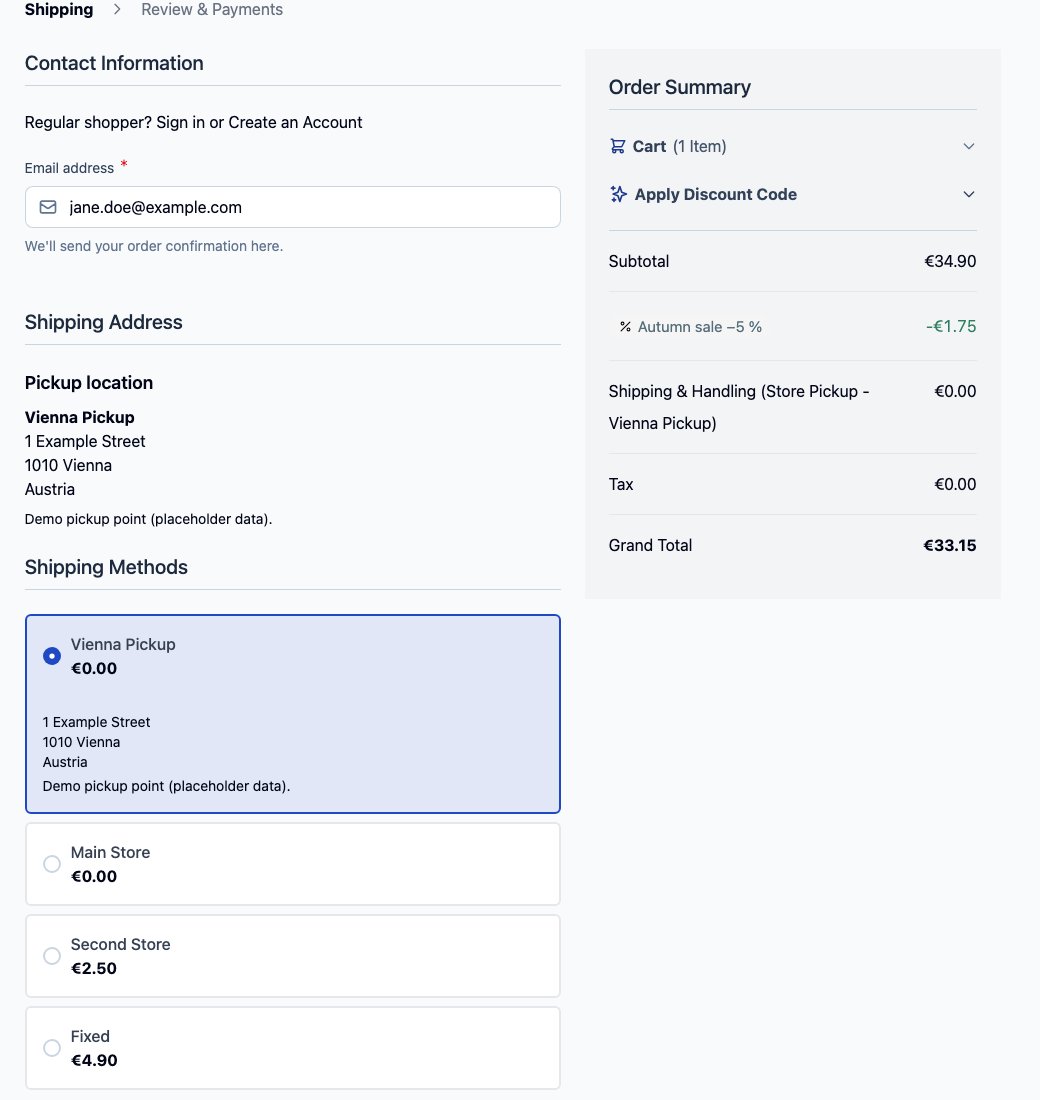 Shipping > Review & Payments
Contact Information
Regular shopper? Sign in or Create an Account
Email address *
jane.doe@example.com
We'll send your order confirmation here.
Shipping Address
Pickup location
Vienna Pickup
1 Example Street
1010 Vienna
Austria
Demo pickup point (placeholder data).
Shipping Methods
Vienna Pickup
€0.00
1 Example Street
1010 Vienna
Austria
Demo pickup point (placeholder data).
Main Store
€0.00
Second Store
€2.50
Fixed
€4.90
Order Summary
Cart (1 Item)
Apply Discount Code
Subtotal €34.90
% Autumn sale –5 % -€1.75
Shipping & Handling (Store Pickup - €0.00
Vienna Pickup)
Tax €0.00
Grand Total €33.15